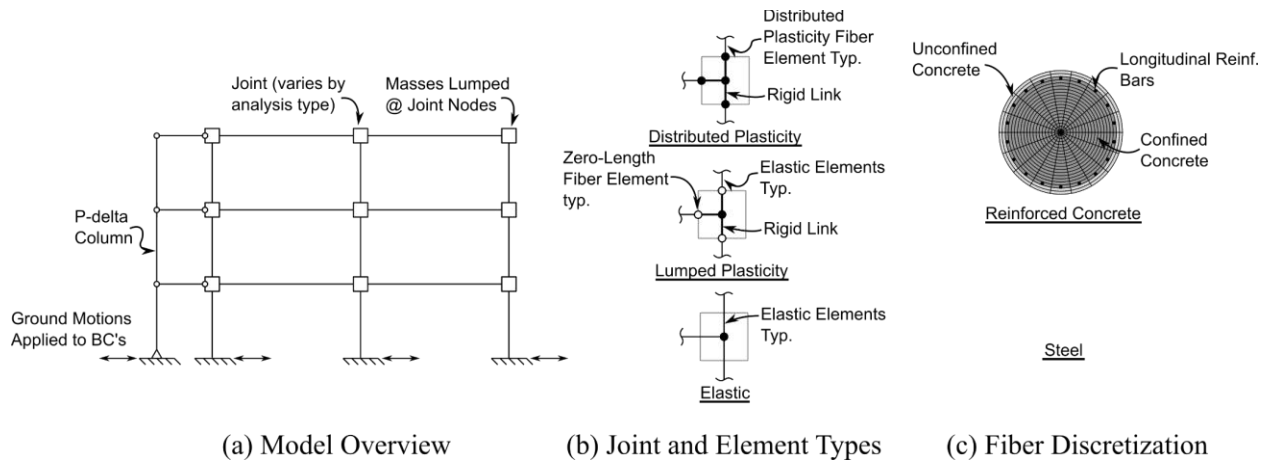 Joint (varies by
analysis type)
Masses Lumped
@ Joint Nodes
P-delta
Column
Ground Motions
Applied to BC's
(a) Model Overview
Distributed
Plasticity Fiber
Element Typ.
Rigid Link
Distributed Plasticity
Zero-Length
Fiber Element
typ.
Elastic Elements
Typ.
Rigid Link
Lumped Plasticity
Elastic Elements
Typ.
Elastic
(b) Joint and Element Types
Unconfined
Concrete
Longitudinal Reinf.
Bars
Confined
Concrete
Reinforced Concrete
Steel
(c) Fiber Discretization